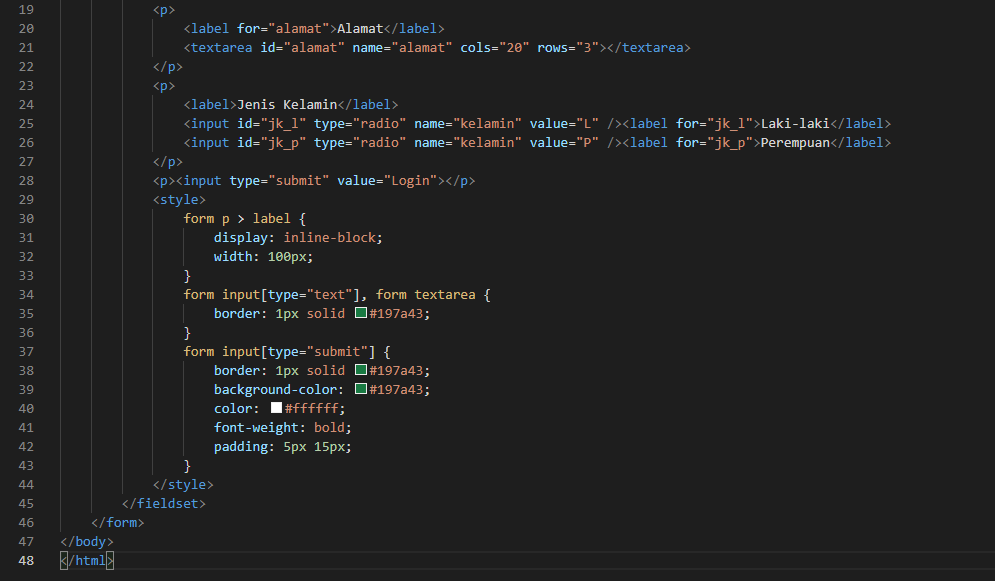 19 <p>
20 <label for="alamat">Alamat</label>
21 <textarea id="alamat" name="alamat" cols="20" rows="3"></textarea>
22 </p>
23 <p>
24 <label>Jenis Kelamin</label>
25 <input id="jk_l" type="radio" name="kelamin" value="L" /><label for="jk_l">Laki-laki</label>
26 <input id="jk_p" type="radio" name="kelamin" value="P" /><label for="jk_p">Perempuan</label>
27 </p>
28 <p><input type="submit" value="Login"></p>
29 <style>
30 form p > label {
31 display: inline-block;
32 width: 100px;
33 }
34 form input[type="text"], form textarea {
35 border: 1px solid #197a43;
36 }
37 form input[type="submit"] {
38 border: 1px solid #197a43;
39 background-color: #197a43;
40 color: #ffffff;
41 font-weight: bold;
42 padding: 5px 15px;
43 }
44 </style>
45 </fieldset>
46 </form>
47 </body>
48 </html>